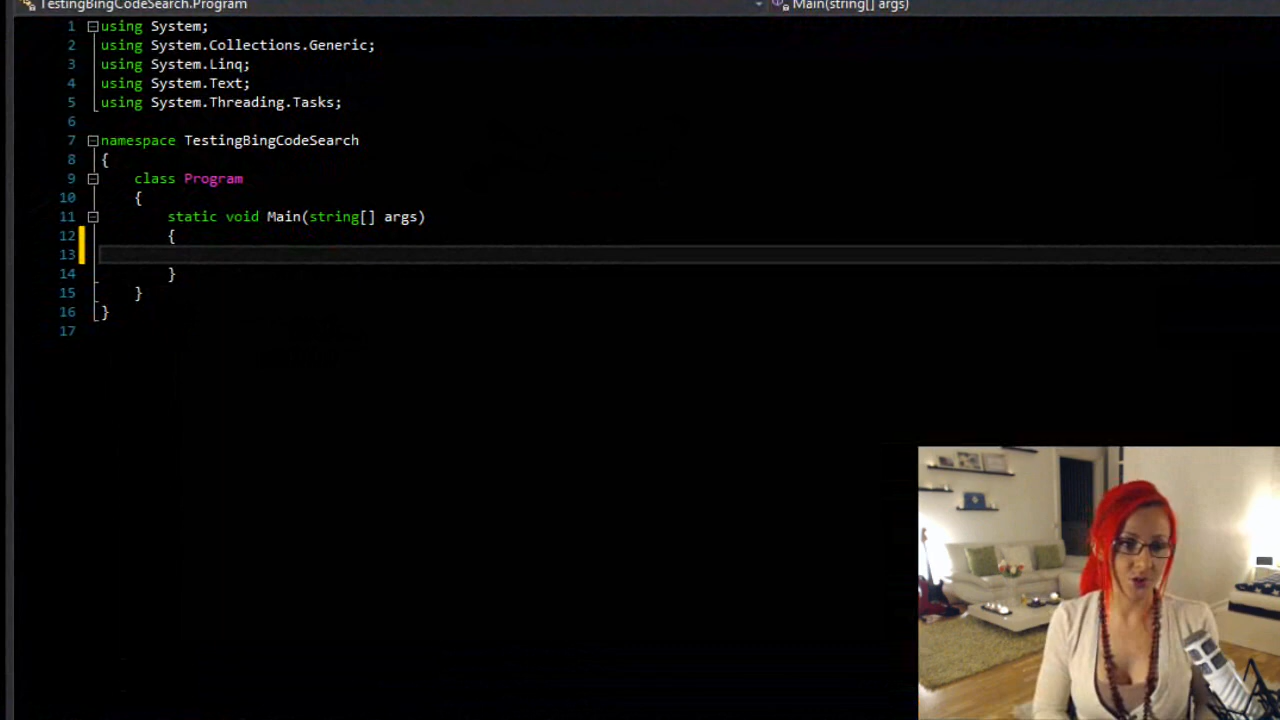 TestingBingCodeSearch.Program Main(string[] args)
1 using System;
2 using System.Collections.Generic;
3 using System.Linq;
4 using System.Text;
5 using System.Threading.Tasks;
6
7 namespace TestingBingCodeSearch
8 {
9 class Program
10 {
11 static void Main(string[] args)
12 {
13
14 }
15 }
16 }
17